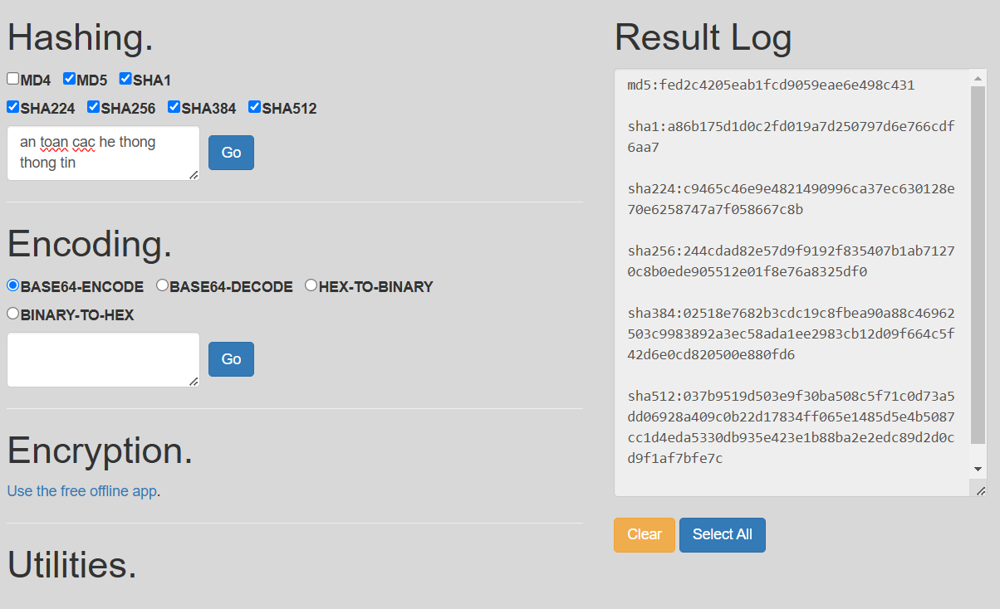 Hashing.
MD4 MD5 SHA1
SHA224 SHA256 SHA384 SHA512
an toan cac he thong
thong tin
Go
Encoding.
BASE64-ENCODE BASE64-DECODE HEX-TO-BINARY
BINARY-TO-HEX
Go
Encryption.
Use the free offline app.
Utilities.
Result Log
md5:fed2c4205eab1fcd9059eae6e498c431
sha1:a86b175d1d0c2fd019a7d250797d6e766cdf
6aa7
sha224:c9465c46e9e4821490996ca37ec630128e
70e6258747a7f058667c8b
sha256:244cdad82e57d9f9192f835407b1ab7127
0c8b0ede905512e01f8e76a8325df0
sha384:02518e7682b3cdc19c8fbea90a88c46962
503c9983892a3ec58ada1ee2983cb12d09f664c5f
42d6e0cd820500e880fd6
sha512:037b9519d503e9f30ba508c5f71c0d73a5
dd06928a409c0b22d17834ff065e1485d5e4b5087
cc1d4eda5330db935e423e1b88ba2e2edc89d2d0c
d9f1af7bfe7c
Clear Select All